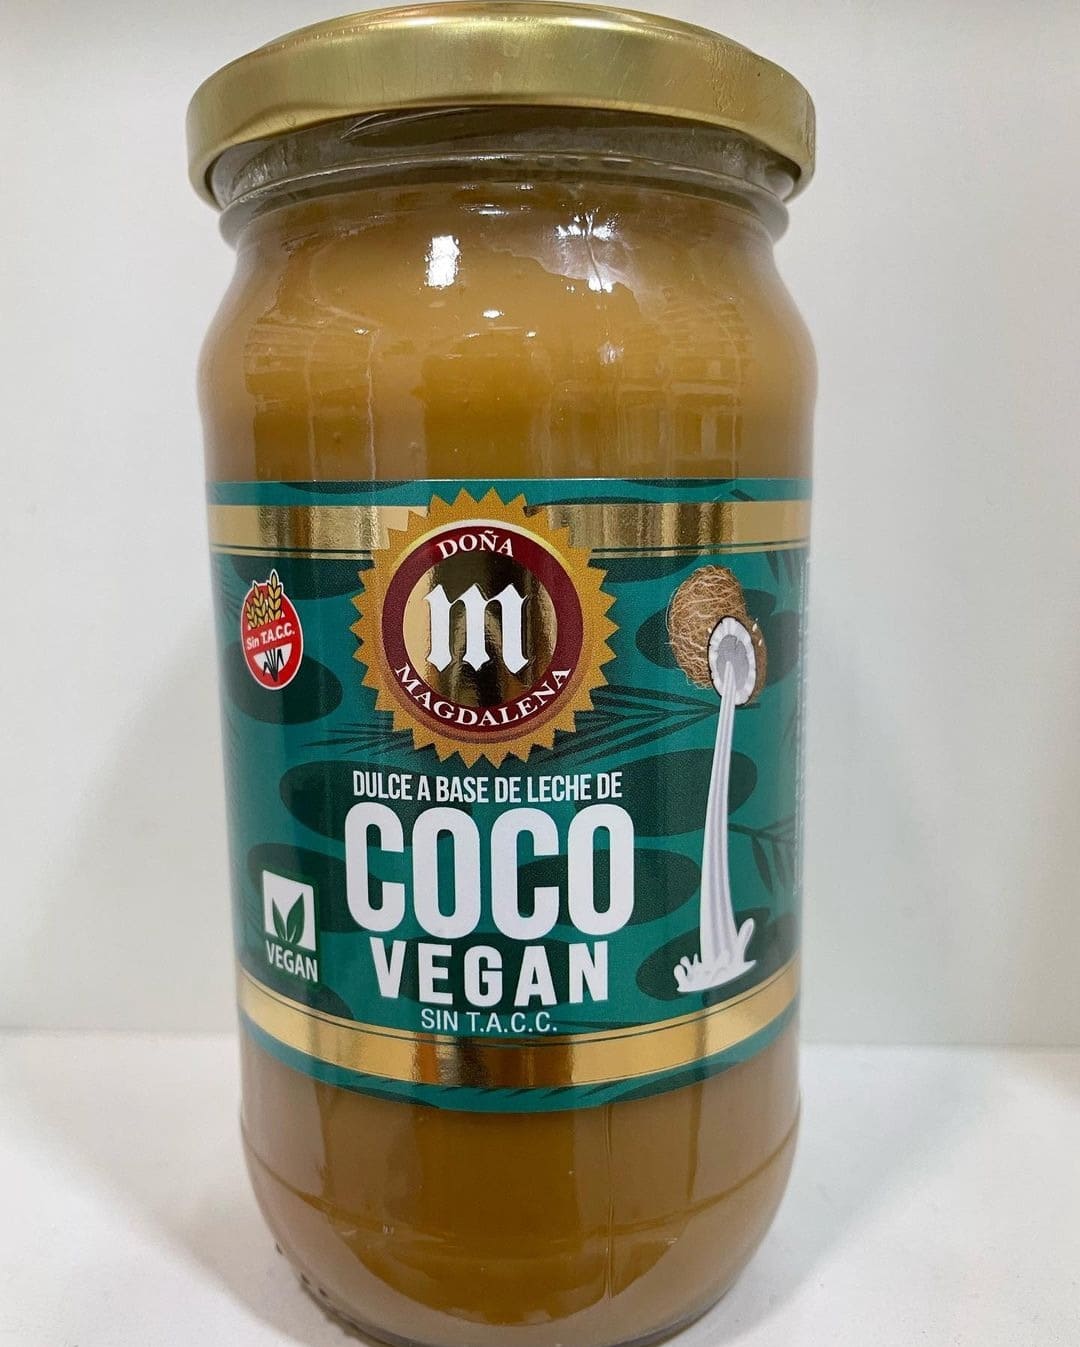 DOÑA
m
MAGDALENA
Sin T.A.C.C.
DULCE A BASE DE LECHE DE
COCO
VEGAN
SIN T.A.C.C.
VEGAN